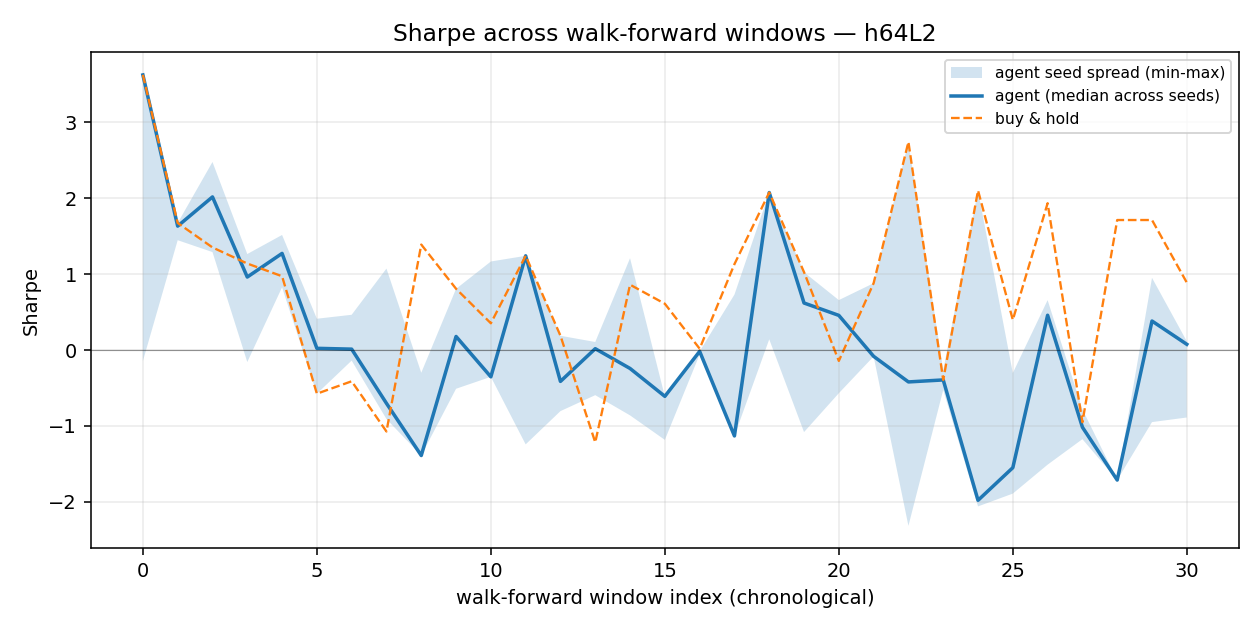 Sharpe across walk-forward windows — h64L2
agent seed spread (min-max)
agent (median across seeds)
buy & hold
Sharpe
3
2
1
0
−1
−2
0
5
10
15
20
25
30
walk-forward window index (chronological)